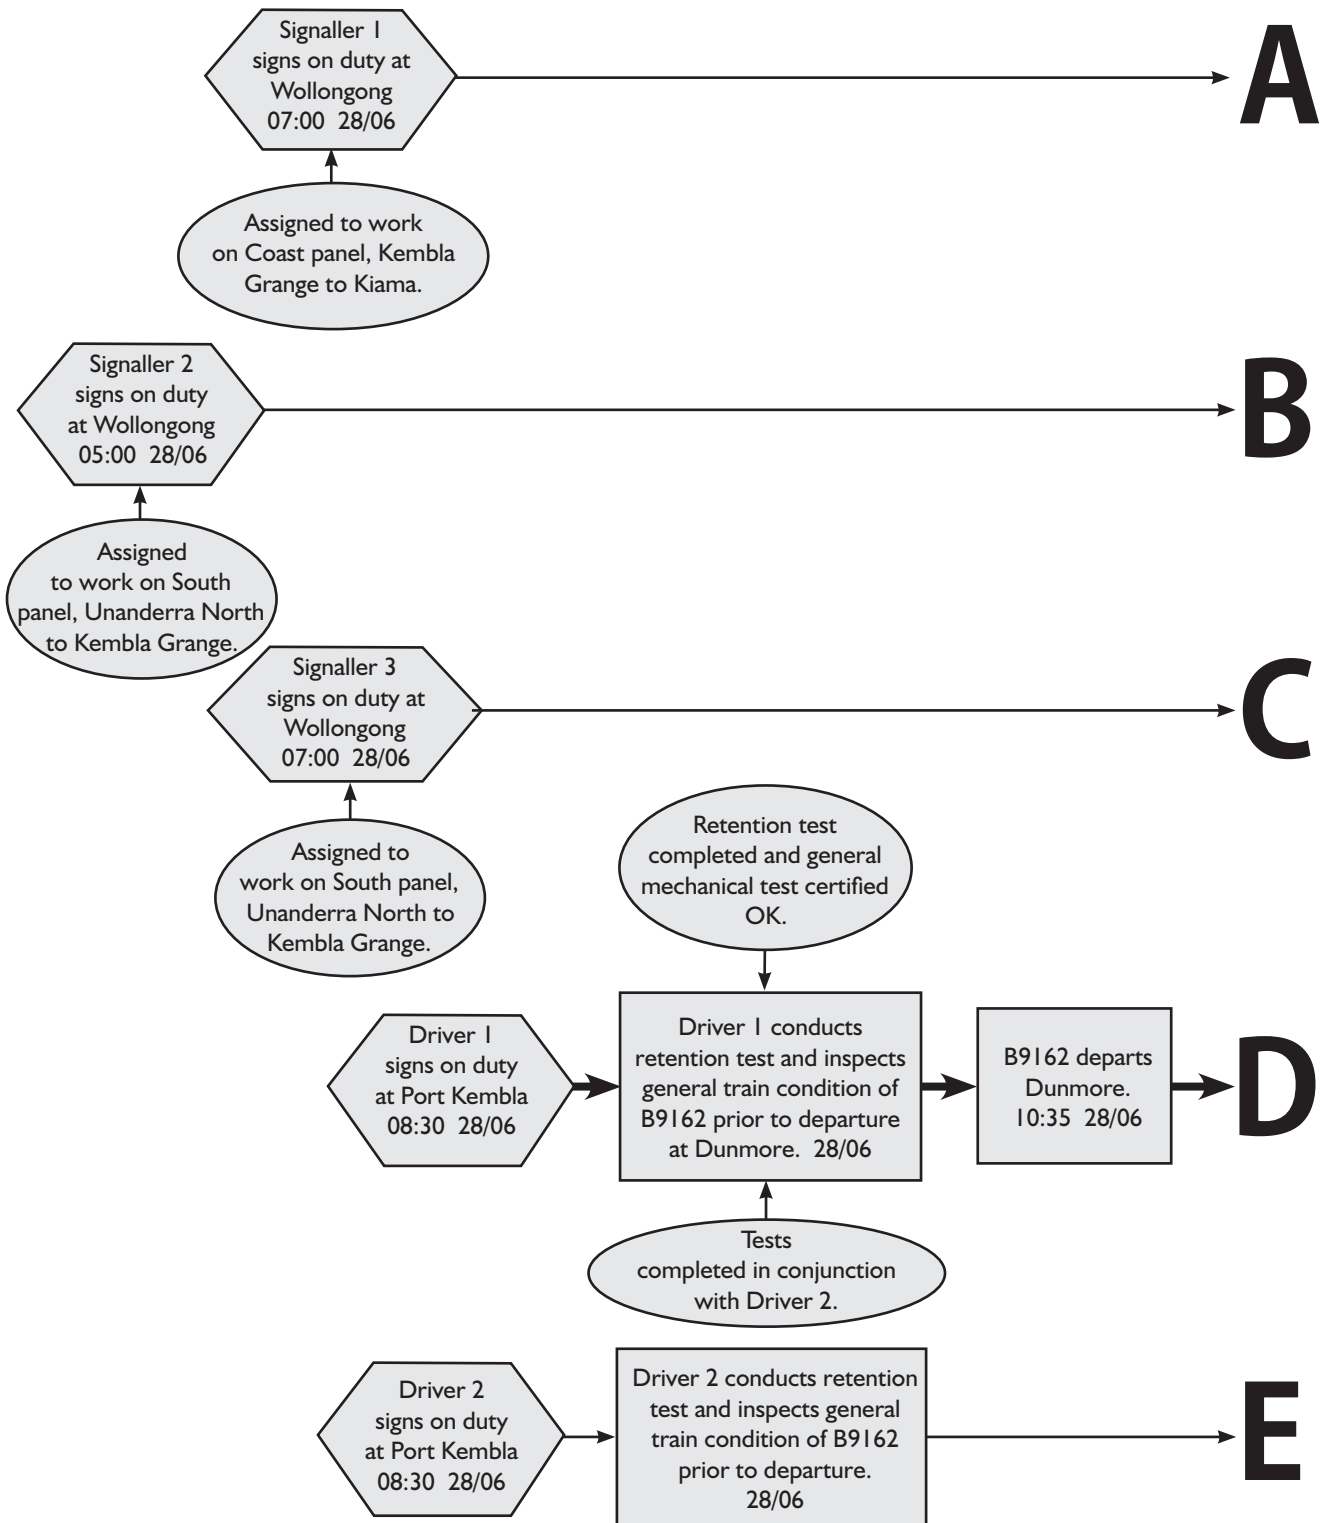 Signaller 1
signs on duty at
Wollongong
07:00 28/06
A
Assigned to work
on Coast panel, Kembla
Grange to Kiama.
Signaller 2
signs on duty
at Wollongong
05:00 28/06
B
Assigned
to work on South
panel, Unanderra North
to Kembla Grange.
Signaller 3
signs on duty at
Wollongong
07:00 28/06
C
Assigned to
work on South panel,
Unanderra North to
Kembla Grange.
Retention test
completed and general
mechanical test certified
OK.
Driver 1
signs on duty
at Port Kembla
08:30 28/06
Driver 1 conducts
retention test and inspects
general train condition of
B9162 prior to departure
at Dunmore. 28/06
B9162 departs
Dunmore.
10:35 28/06
D
Tests
completed in conjunction
with Driver 2.
Driver 2
signs on duty
at Port Kembla
08:30 28/06
Driver 2 conducts retention
test and inspects general
train condition of B9162
prior to departure.
28/06
E